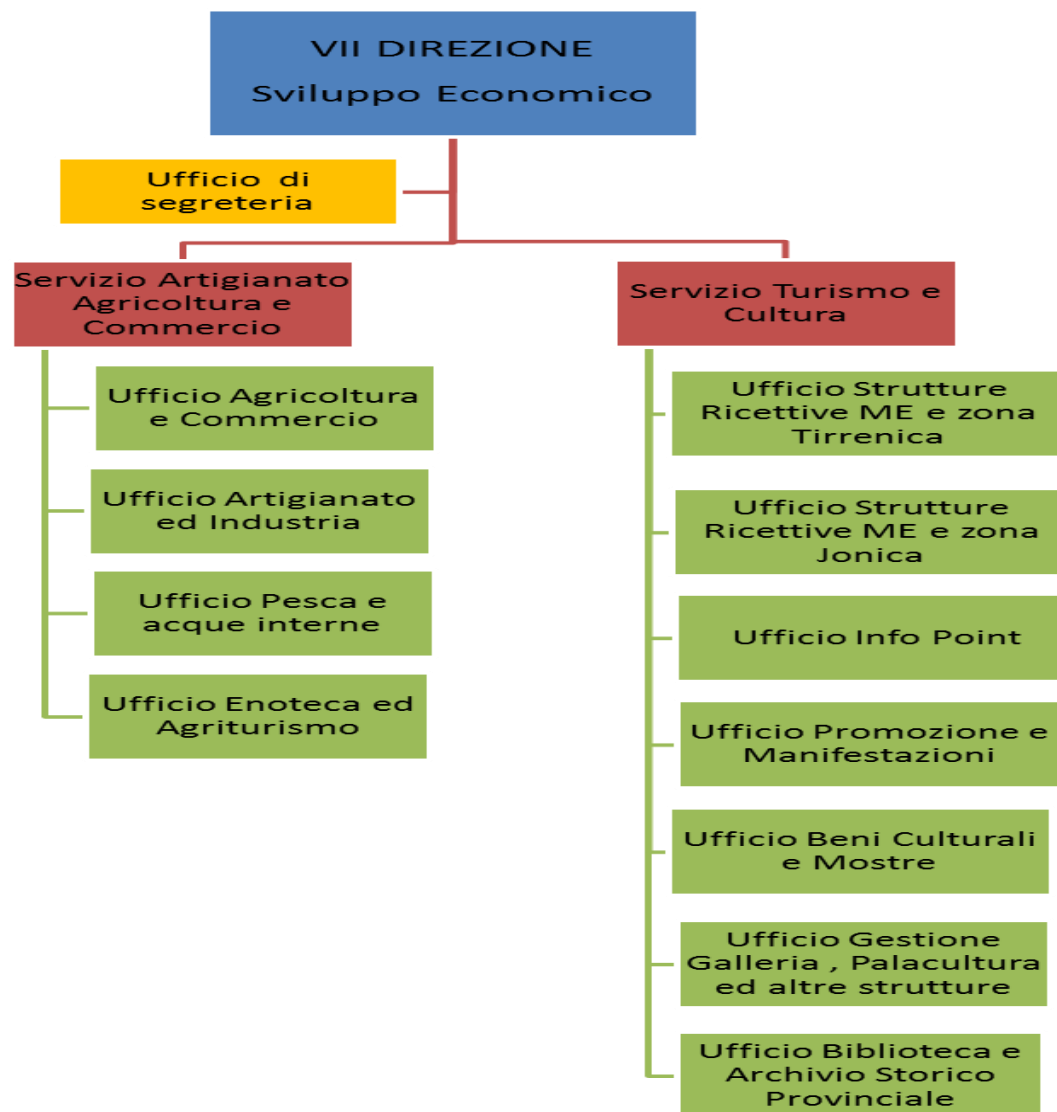 VII DIREZIONE
Sviluppo Economico
Ufficio di
segreteria
Servizio Artigianato
Agricoltura e
Commercio
Ufficio Agricoltura
e Commercio
Ufficio Artigianato
ed Industria
Ufficio Pesca e
acque interne
Ufficio Enoteca ed
Agriturismo
Servizio Turismo e
Cultura
Ufficio Strutture
Ricettive ME e zona
Tirrenica
Ufficio Strutture
Ricettive ME e zona
Jonica
Ufficio Info Point
Ufficio Promozione e
Manifestazioni
Ufficio Beni Culturali
e Mostre
Ufficio Gestione
Galleria , Palacultura
ed altre strutture
Ufficio Biblioteca e
Archivio Storico
Provinciale